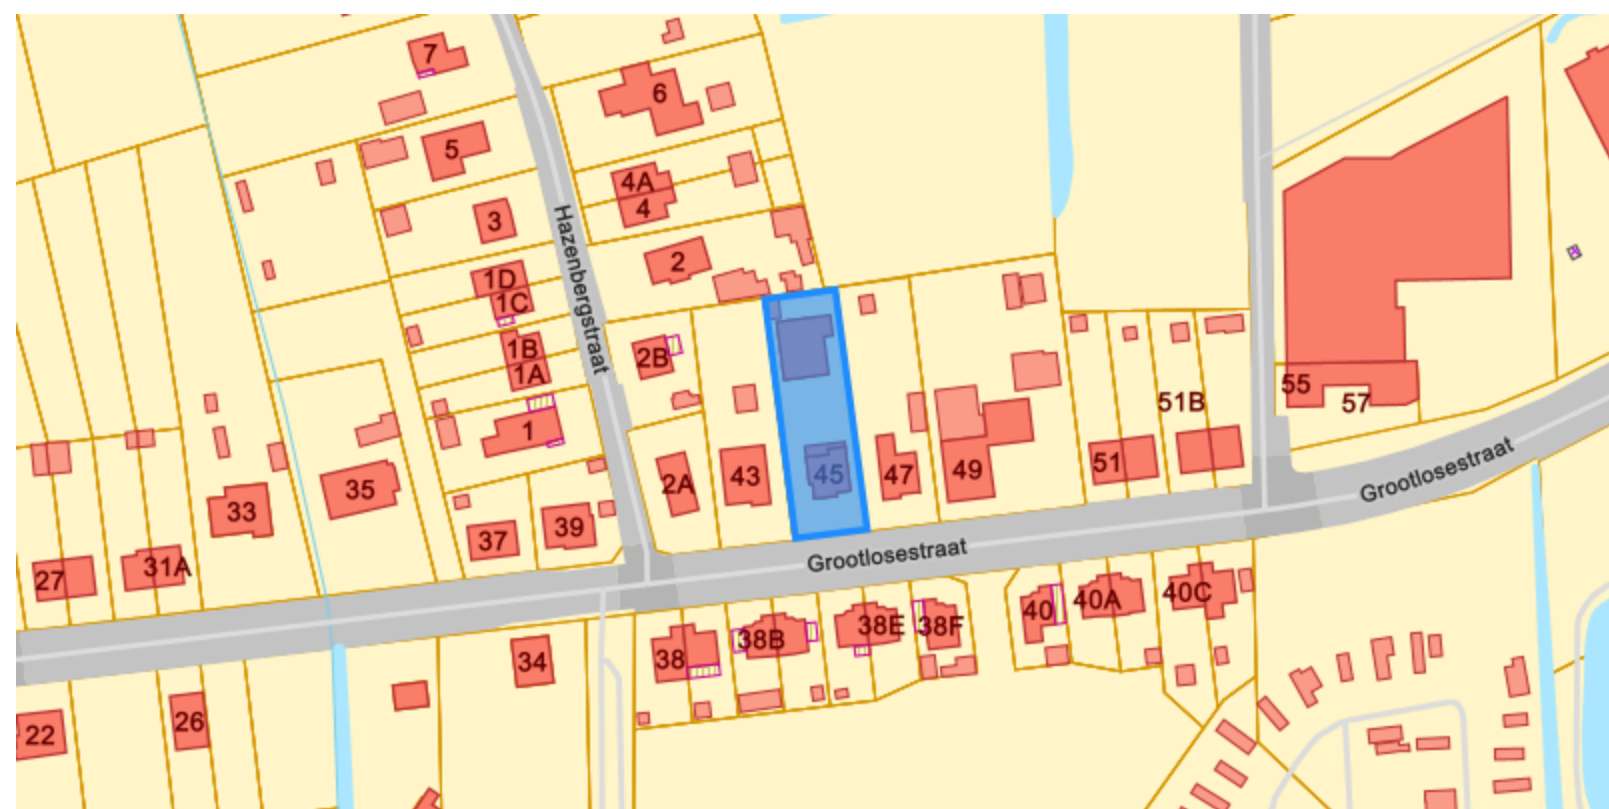 7
6
5
4A
4
3
2
1D
1C
Hazenbergstraat
1B
2B
1A
55
57
51B
1
51
49
47
45
43
2A
35
33
Grootlosestraat
39
37
Grootlosestraat
31A
27
40C
40A
40
38F
38E
38B
38
34
26
22